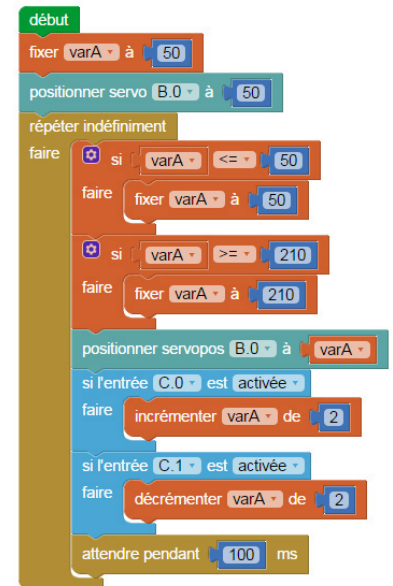 début
fixer varA à 50
positionner servo B.0 à 50
répéter indéfiniment
faire si varA <= 50
faire fixer varA à 50
si varA >= 210
faire fixer varA à 210
positionner servopos B.0 à varA
si l'entrée C.0 est activée
faire incrémenter varA de 2
si l'entrée C.1 est activée
faire décrémenter varA de 2
attendre pendant 100 ms